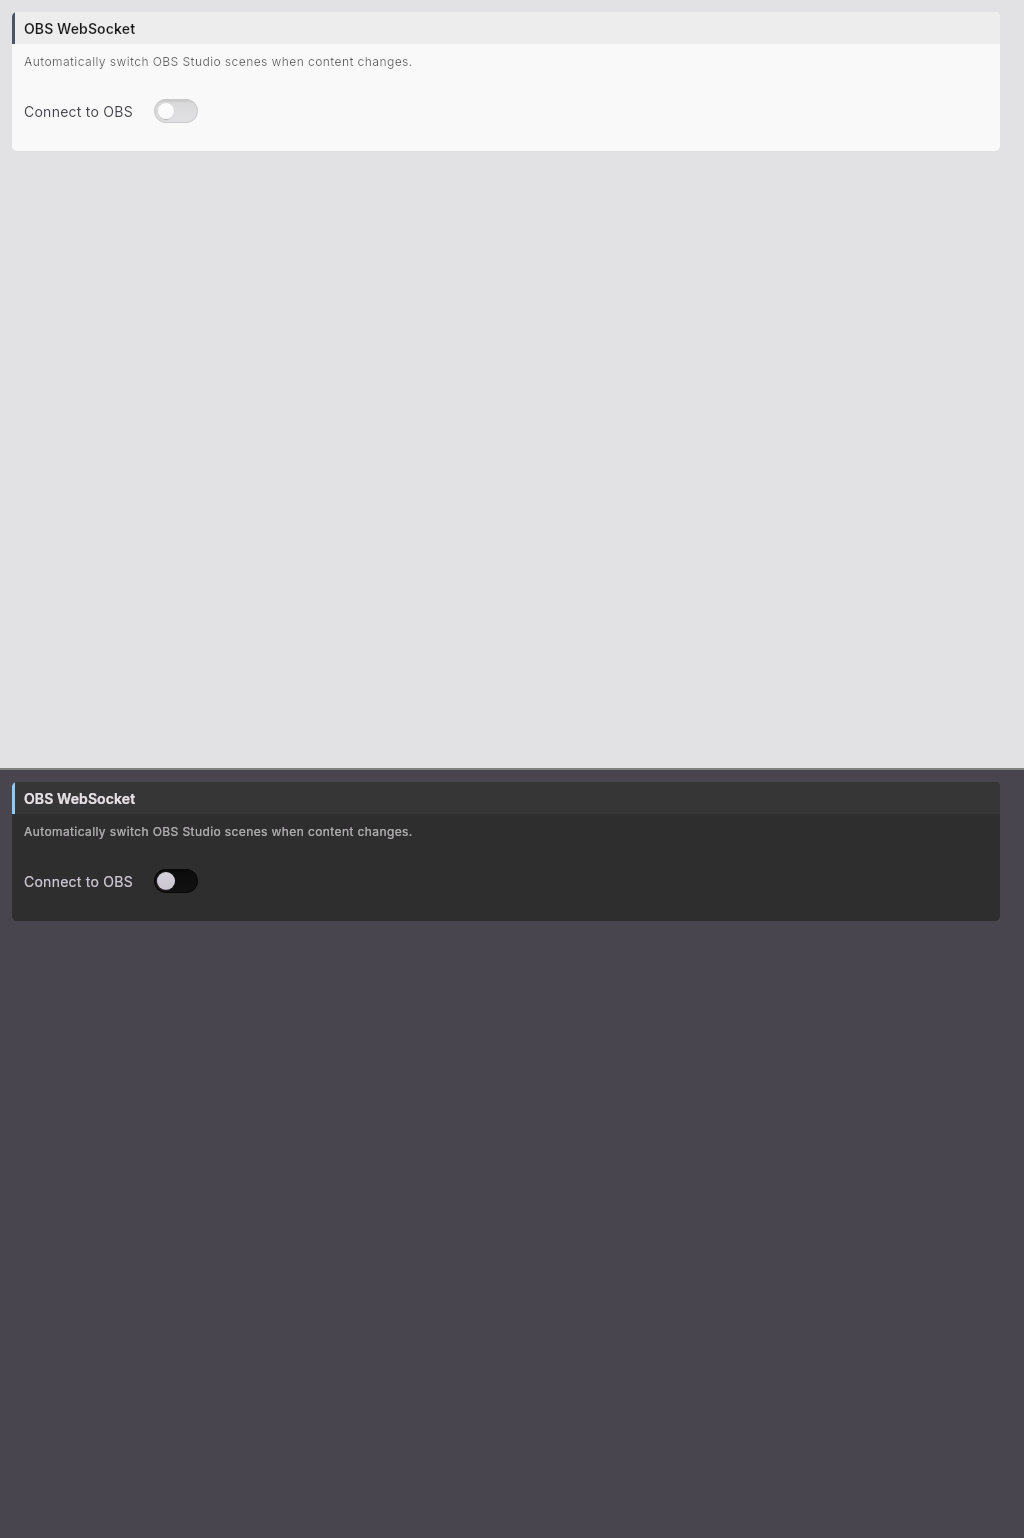 OBS WebSocket
Automatically switch OBS Studio scenes when content changes.
Connect to OBS
OBS WebSocket
Automatically switch OBS Studio scenes when content changes.
Connect to OBS